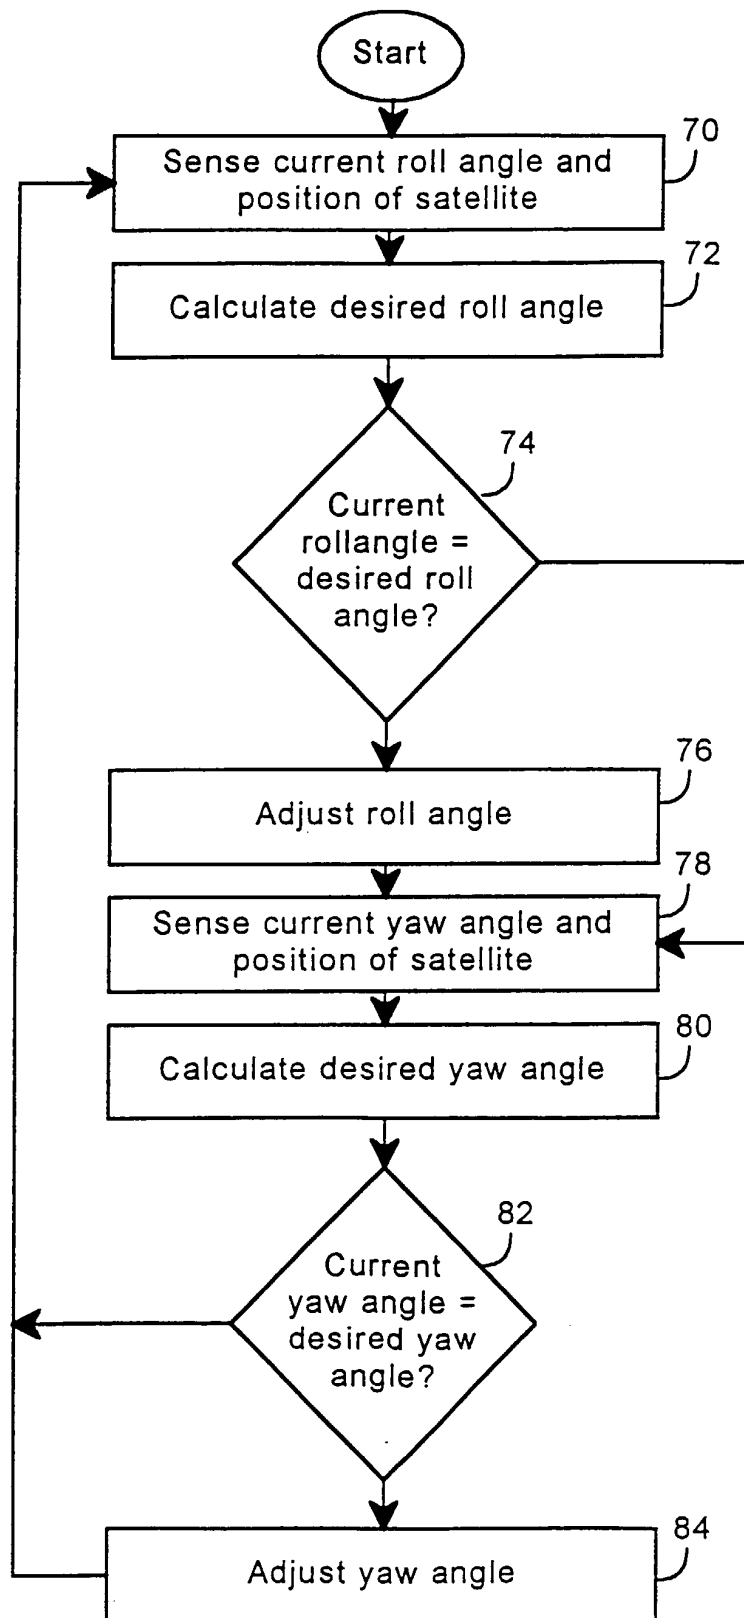 Start
70
Sense current roll angle and
position of satellite
72
Calculate desired roll angle
74
Current
rollangle =
desired roll
angle?
76
Adjust roll angle
78
Sense current yaw angle and
position of satellite
80
Calculate desired yaw angle
82
Current
yaw angle =
desired yaw
angle?
84
Adjust yaw angle